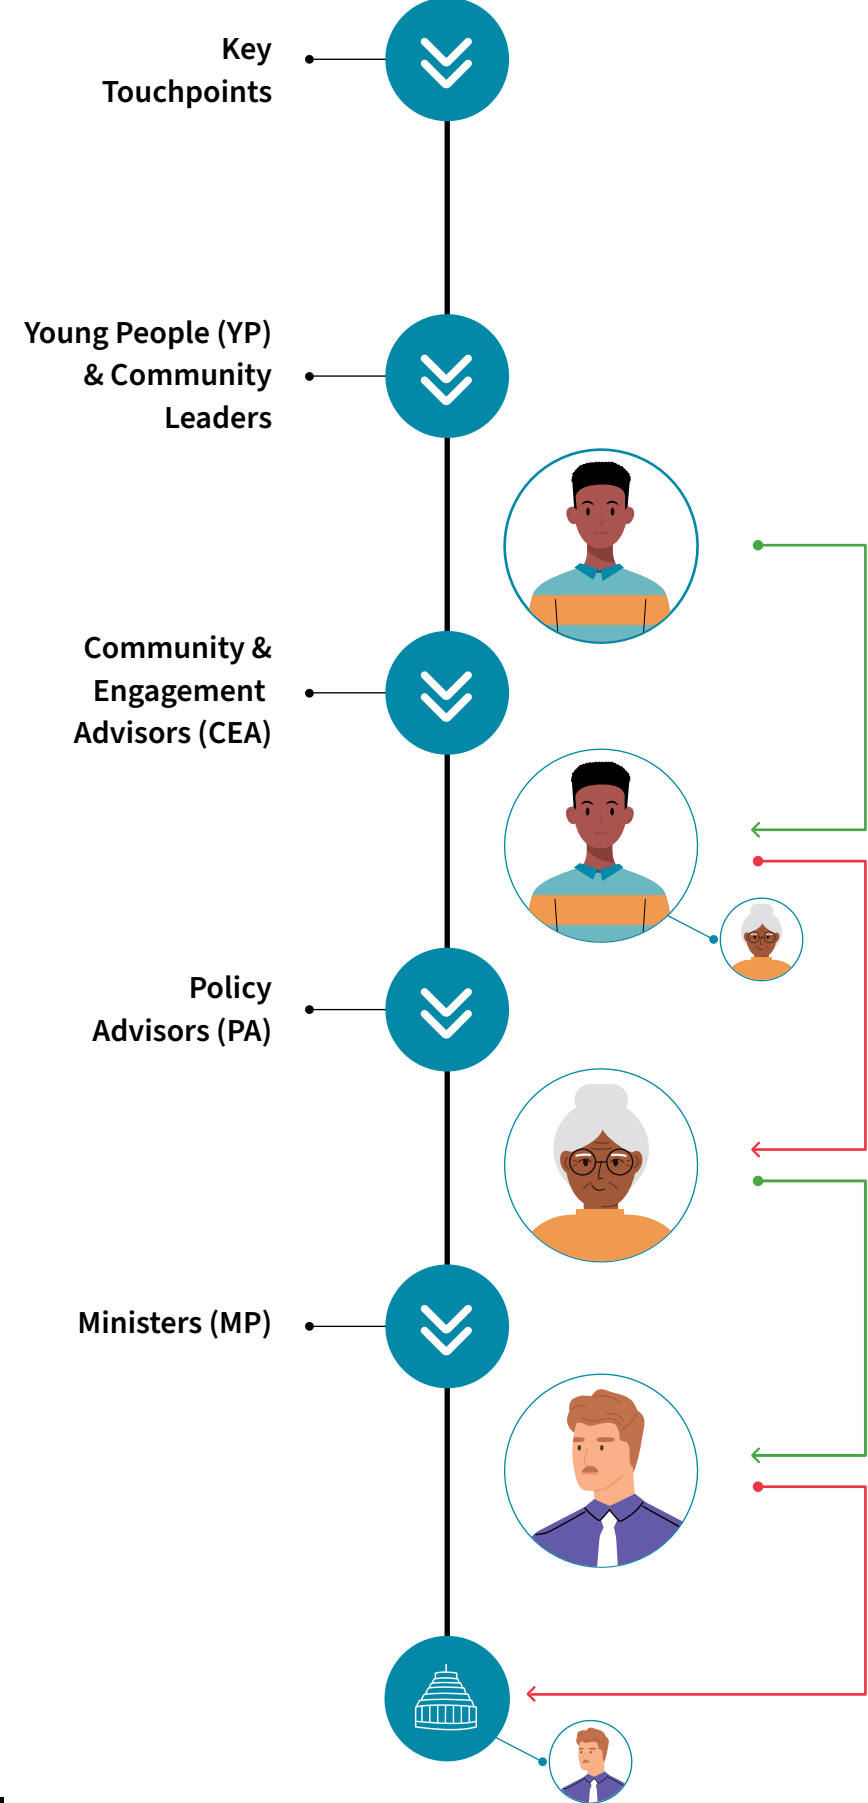 Key
Touchpoints
Young People (YP)
& Community
Leaders
Community &
Engagement
Advisors (CEA)
Policy
Advisors (PA)
Ministers (MP)